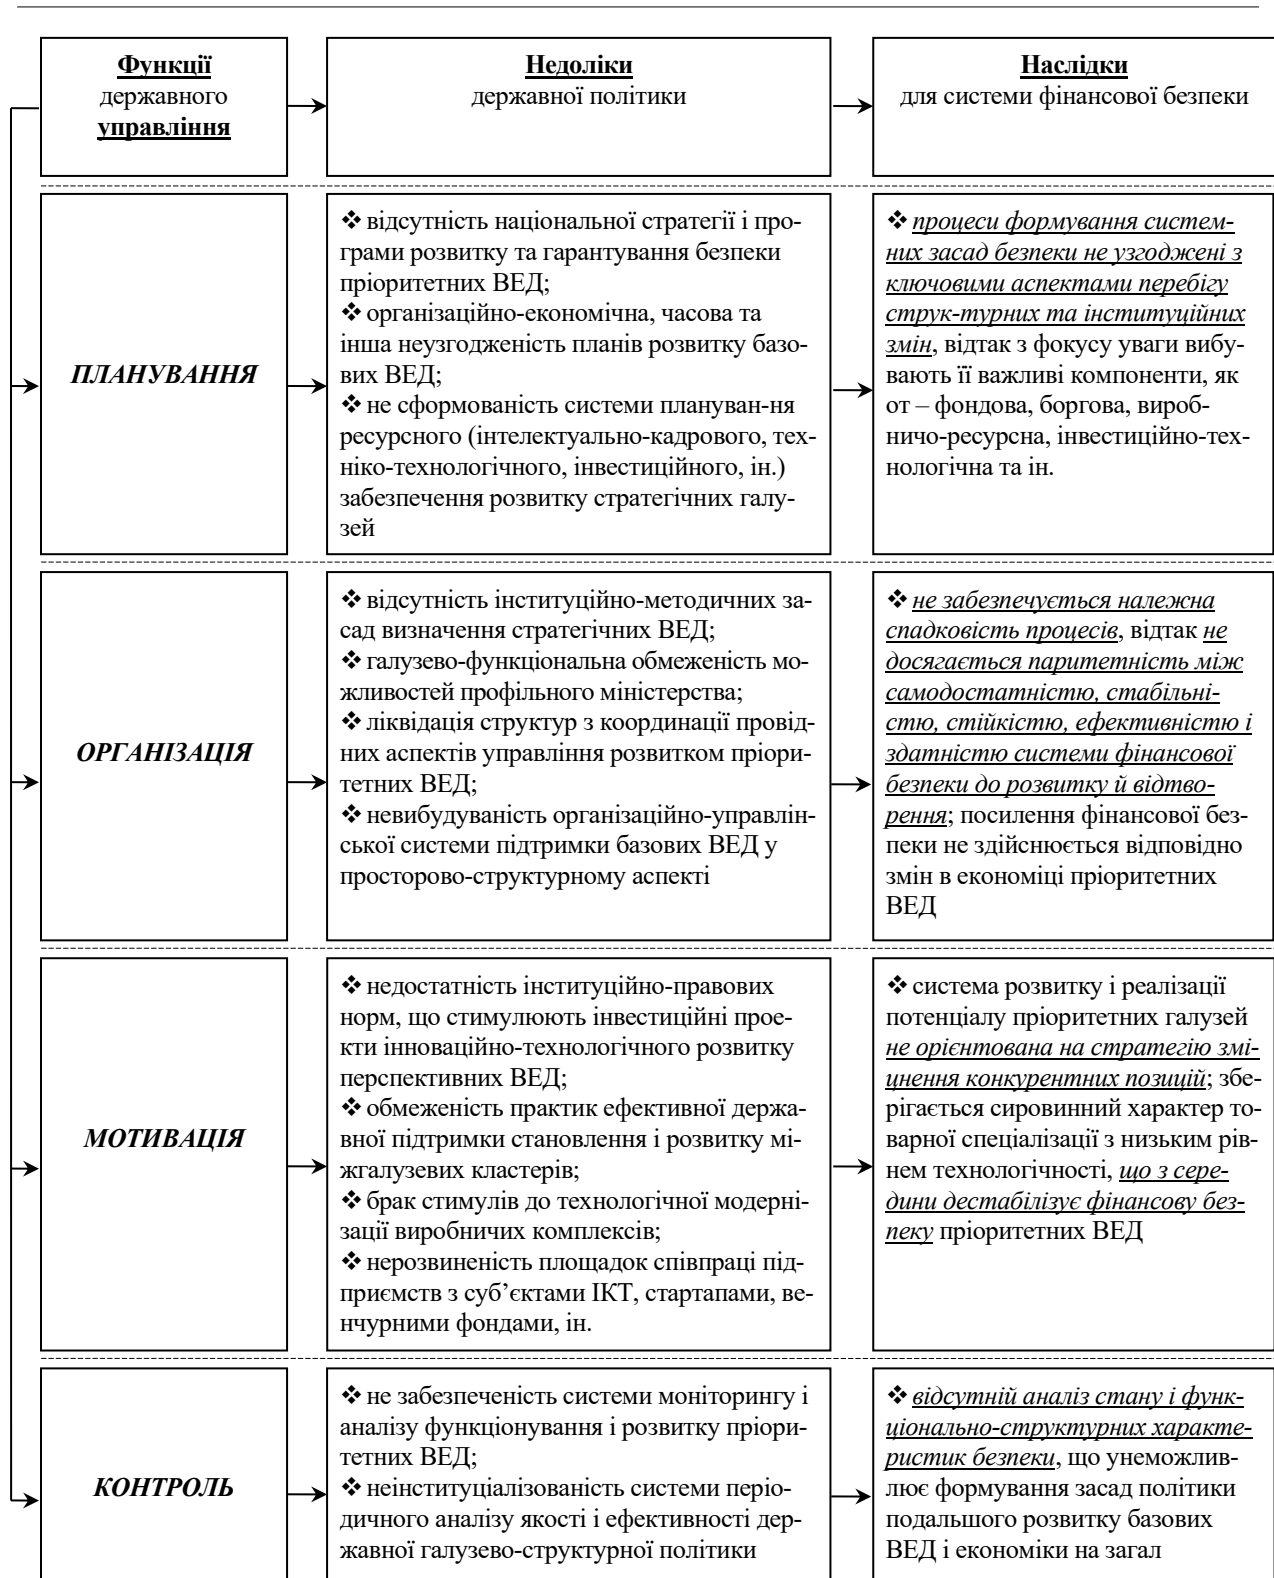 Функції
державного
управління
Недоліки
державної політики
Наслідки
для системи фінансової безпеки
ПЛАНУВАННЯ
❖ відсутність національної стратегії і про-
грами розвитку та гарантування безпеки
пріоритетних ВЕД;
❖ організаційно-економічна, часова та
інша неузгодженість планів розвитку базо-
вих ВЕД;
❖ не сформованість системи плануван-ня
ресурсного (інтелектуально-кадрового, тех-
ніко-технологічного, інвестиційного, ін.)
забезпечення розвитку стратегічних галу-
зей
❖ процеси формування систем-
них засад безпеки не узгоджені з
ключовими аспектами перебігу
струк-турних та інституційних
змін, відтак з фокусу уваги вибу-
вають її важливі компоненти, як
от – фондова, боргова, вироб-
ничо-ресурсна, інвестиційно-тех-
нологічна та ін.
ОРГАНІЗАЦІЯ
❖ відсутність інституційно-методичних за-
сад визначення стратегічних ВЕД;
❖ галузево-функціональна обмеженість мо-
жливостей профільного міністерства;
❖ ліквідація структур з координації провід-
них аспектів управління розвитком пріори-
тетних ВЕД;
❖ невибудуваність організаційно-управлін-
ської системи підтримки базових ВЕД у
просторово-структурному аспекті
❖ не забезпечується належна
спадковість процесів, відтак не
досягається паритетність між
самодостатністю, стабільні-
стю, стійкістю, ефективністю і
здатністю системи фінансової
безпеки до розвитку й відтво-
рення; посилення фінансової без-
пеки не здійснюється відповідно
змін в економіці пріоритетних
ВЕД
МОТИВАЦІЯ
❖ недостатність інституційно-правових
норм, що стимулюють інвестиційні прое-
кти інноваційно-технологічного розвитку
перспективних ВЕД;
❖ обмеженість практик ефективної держа-
вної підтримки становлення і розвитку мі-
жгалузевих кластерів;
❖ брак стимулів до технологічної модерні-
зації виробничих комплексів;
❖ нерозвиненість площадок співпраці під-
приємств з суб’єктами ІКТ, стартапами, ве-
нчурними фондами, ін.
❖ система розвитку і реалізації
потенціалу пріоритетних галузей
не орієнтована на стратегію змі-
цнення конкурентних позицій; збе-
рігається сировинний характер то-
варної спеціалізації з низьким рів-
нем технологічності, що з сере-
дини дестабілізує фінансову без-
пеку пріоритетних ВЕД
КОНТРОЛЬ
❖ не забезпеченість системи моніторингу і
аналізу функціонування і розвитку пріори-
тетних ВЕД;
❖ неінституціалізованість системи періо-
дичного аналізу якості і ефективності дер-
жавної галузево-структурної політики
❖ відсутній аналіз стану і функ-
ціонально-структурних характе-
ристик безпеки, що унеможлив-
лює формування засад політики
подальшого розвитку базових
ВЕД і економіки на загал